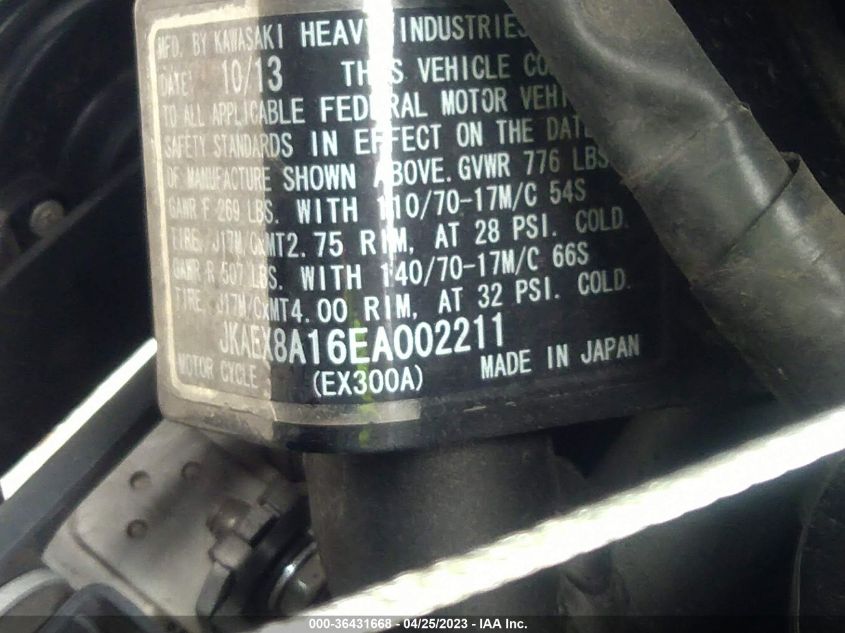 MFD. BY KAWASAKI HEAVY INDUSTRIES
DATE: 10/13 THIS VEHICLE CO
TO ALL APPLICABLE FEDERAL MOTOR VEHI
SAFETY STANDARDS IN EFFECT ON THE DATE
OF MANUFACTURE SHOWN ABOVE. GVWR 776 LBS
GAWR F 269 LBS. WITH 110/70-17M/C 54S
TIRE, J17M/CxMT2.75 RIM, AT 28 PSI. COLD.
GAWR R 507 LBS. WITH 140/70-17M/C 66S
TIRE, J17M/CxMT4.00 RIM, AT 32 PSI. COLD.
JKAEX8A16EA002211
MOTOR CYCLE (EX300A) MADE IN JAPAN
000-36431668 - 04/25/2023 - IAA Inc.